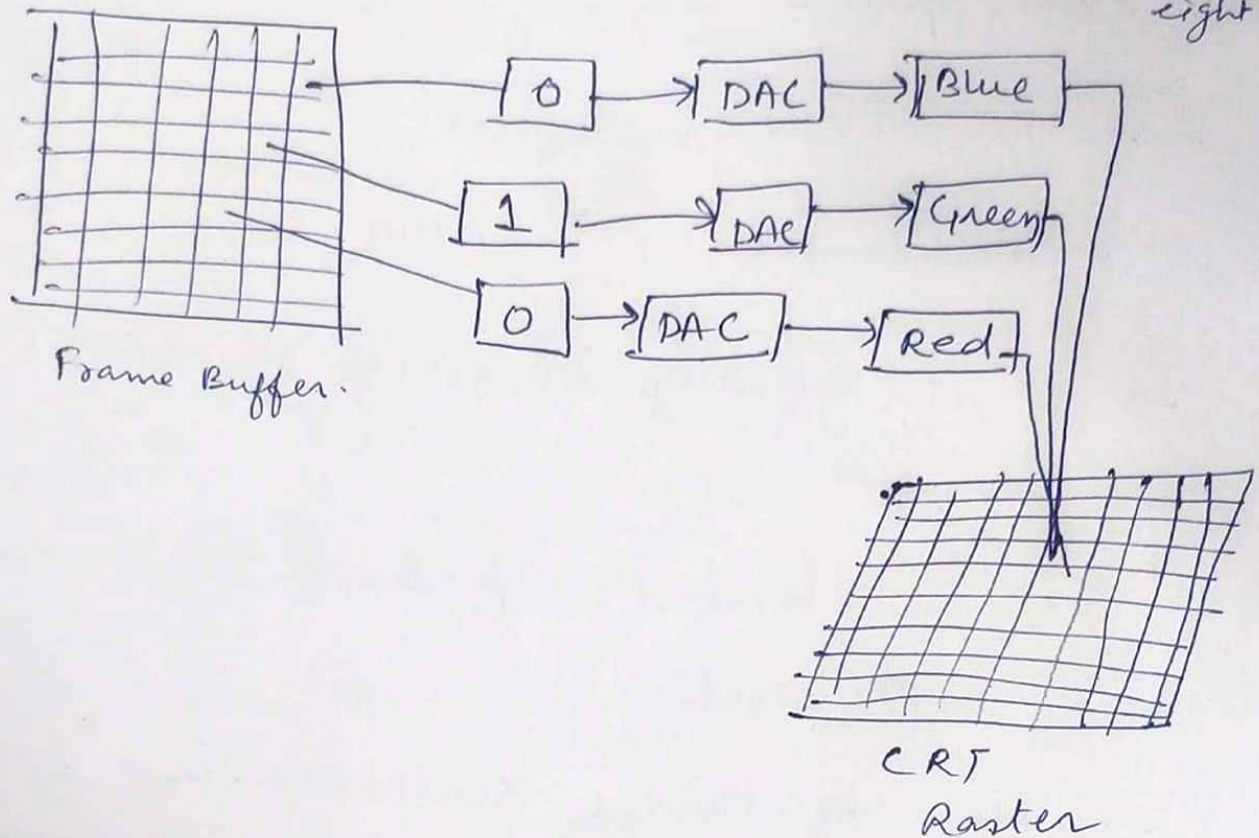 eight
0 DAC Blue
1 DAC Green
0 DAC Red
Frame Buffer.
CRT
Raster